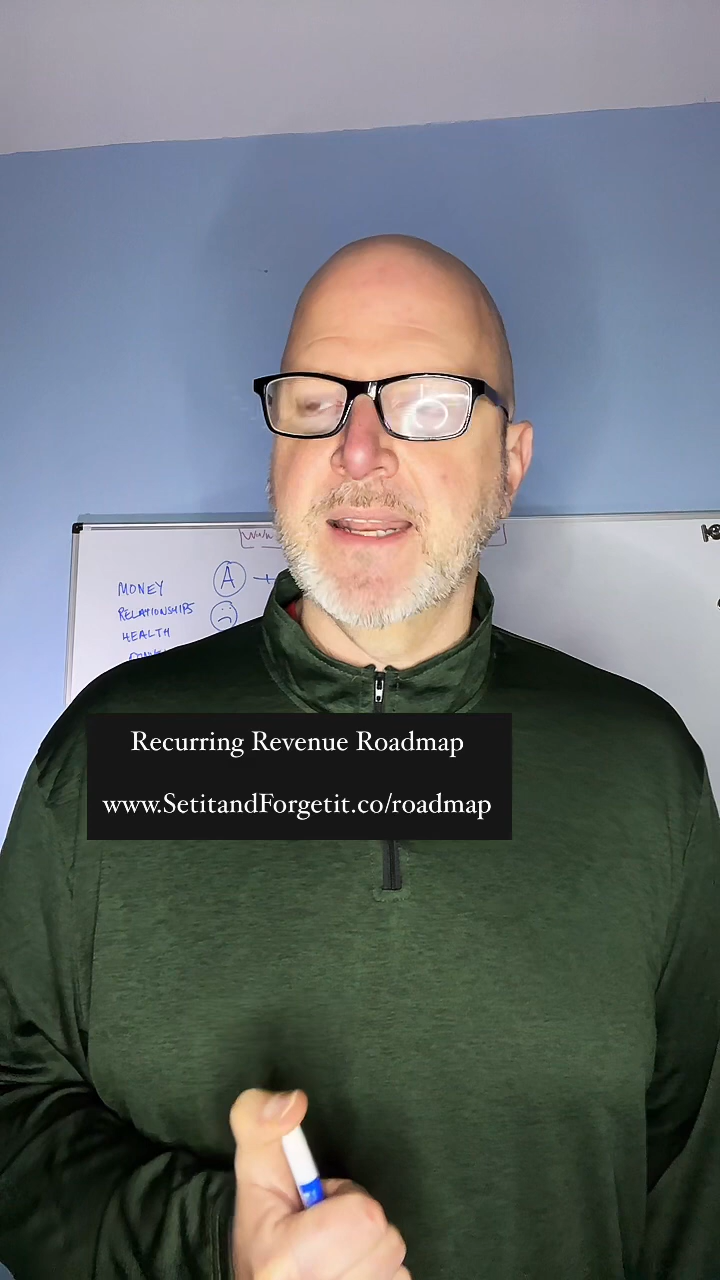 MONEY
A
RELATIONSHIPS
HEALTH
Recurring Revenue Roadmap
www.SetitandForgetit.co/roadmap